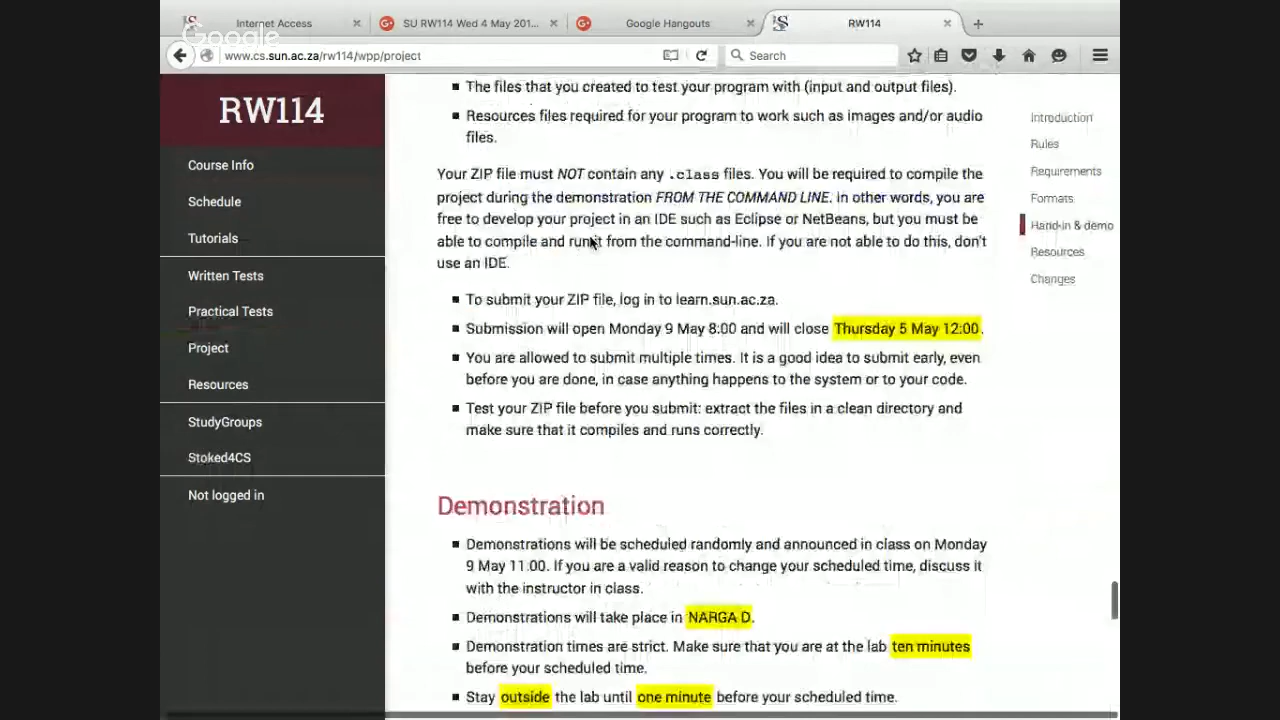 Internet Access
SU RW114 Wed 4 May 201...
Google Hangouts
RW114
Google
www.cs.sun.ac.za/rw114/wpp/project
Search
RW114
Course Info
Schedule
Tutorials
Written Tests
Practical Tests
Project
Resources
StudyGroups
Stoked4CS
Not logged in
The files that you created to test your program with (input and output files).
Resources files required for your program to work such as images and/or audio
files.
Your ZIP file must NOT contain any .class files. You will be required to compile the
project during the demonstration FROM THE COMMAND LINE. In other words, you are
free to develop your project in an IDE such as Eclipse or NetBeans, but you must be
able to compile and run it from the command-line. If you are not able to do this, don't
use an IDE.
To submit your ZIP file, log in to learn.sun.ac.za.
Submission will open Monday 9 May 8:00 and will close Thursday 5 May 12:00.
You are allowed to submit multiple times. It is a good idea to submit early, even
before you are done, in case anything happens to the system or to your code.
Test your ZIP file before you submit: extract the files in a clean directory and
make sure that it compiles and runs correctly.
Demonstration
Demonstrations will be scheduled randomly and announced in class on Monday
9 May 11:00. If you are a valid reason to change your scheduled time, discuss it
with the instructor in class.
Demonstrations will take place in NARGA D.
Demonstration times are strict. Make sure that you are at the lab ten minutes
before your scheduled time.
Stay outside the lab until one minute before your scheduled time.
Introduction
Rules
Requirements
Formats
Hand-in & demo
Resources
Changes